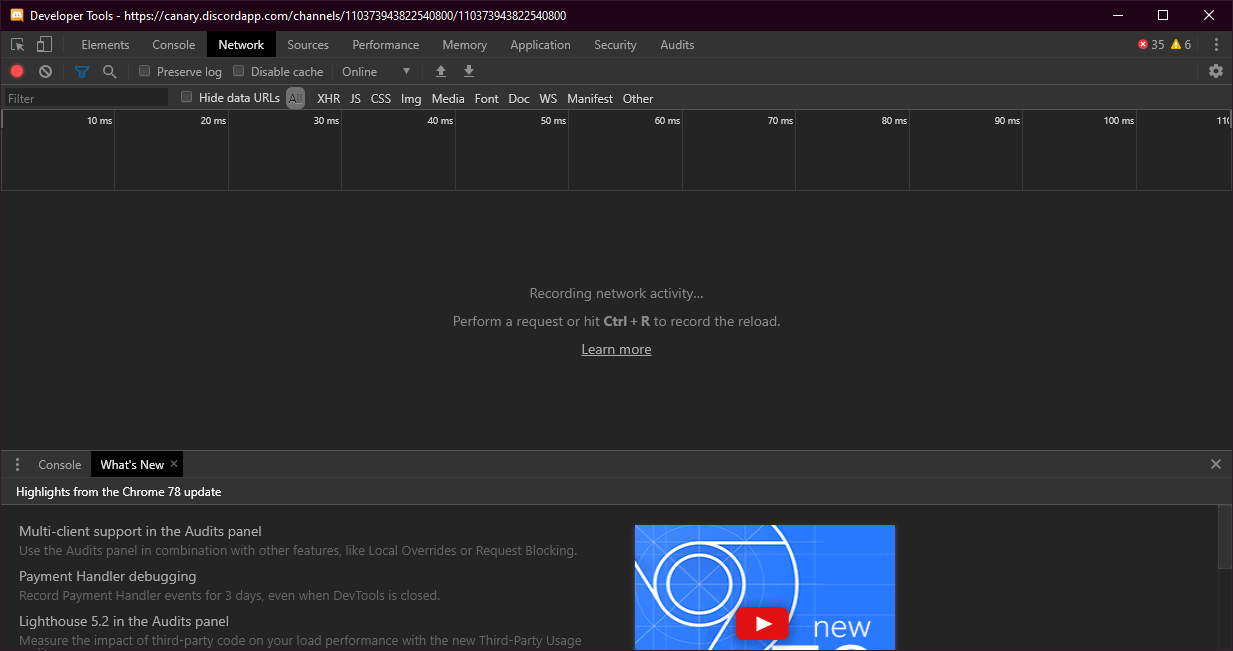 Developer Tools - https://canary.discordapp.com/channels/110373943822540800/110373943822540800
Elements Console Network Sources Performance Memory Application Security Audits 35 6
Preserve log Disable cache Online
Filter Hide data URLs All XHR JS CSS Img Media Font Doc WS Manifest Other
10 ms 20 ms 30 ms 40 ms 50 ms 60 ms 70 ms 80 ms 90 ms 100 ms
Recording network activity...
Perform a request or hit Ctrl + R to record the reload.
Learn more
Console What's New
Highlights from the Chrome 78 update
Multi-client support in the Audits panel
Use the Audits panel in combination with other features, like Local Overrides or Request Blocking.
Payment Handler debugging
Record Payment Handler events for 3 days, even when DevTools is closed.
Lighthouse 5.2 in the Audits panel
Measure the impact of third-party code on your load performance with the new Third-Party Usage
new